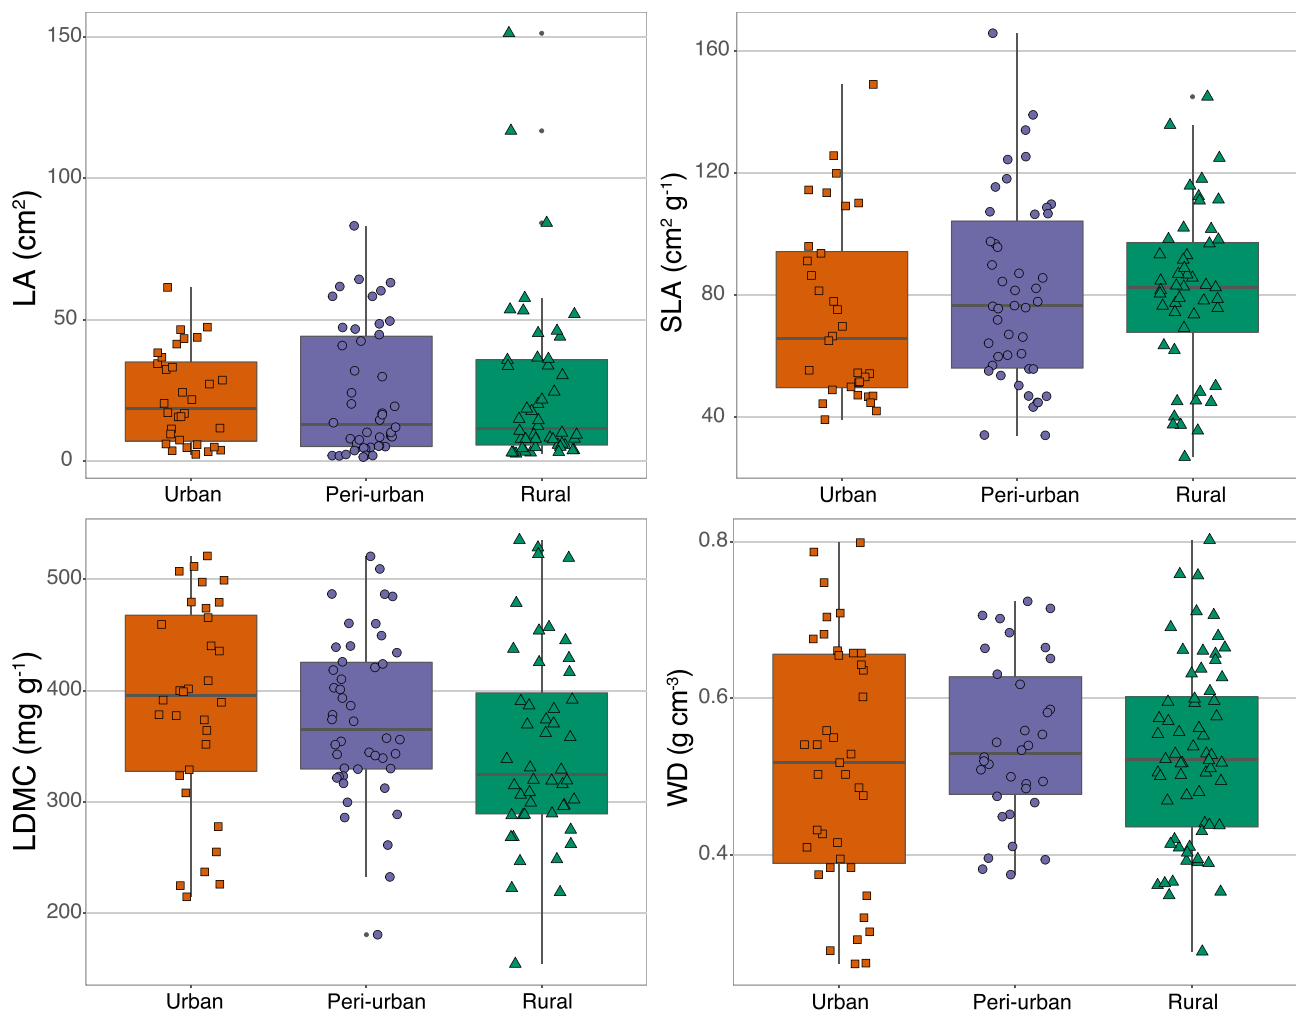 LA (cm²)
150
100
50
0
Urban
Peri-urban
Rural
SLA (cm² g⁻¹)
160
120
80
40
Urban
Peri-urban
Rural
LDMC (mg g⁻¹)
500
400
300
200
Urban
Peri-urban
Rural
WD (g cm⁻³)
0.8
0.6
0.4
Urban
Peri-urban
Rural